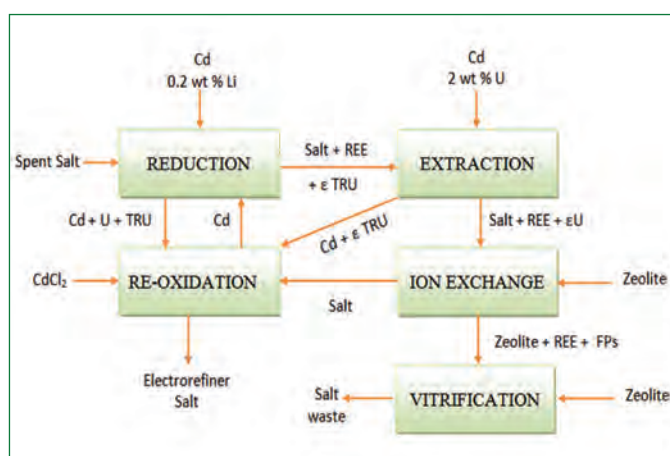 Cd
0.2 wt % Li
Cd
2 wt % U
Spent Salt
REDUCTION
Salt + REE
+ ε TRU
EXTRACTION
Cd + U + TRU
Cd
Cd + ε TRU
Salt + REE + εU
CdCl₂
RE-OXIDATION
Salt
ION EXCHANGE
Zeolite
Electrorefiner
Salt
Zeolite + REE + FPs
Salt
waste
VITRIFICATION
Zeolite